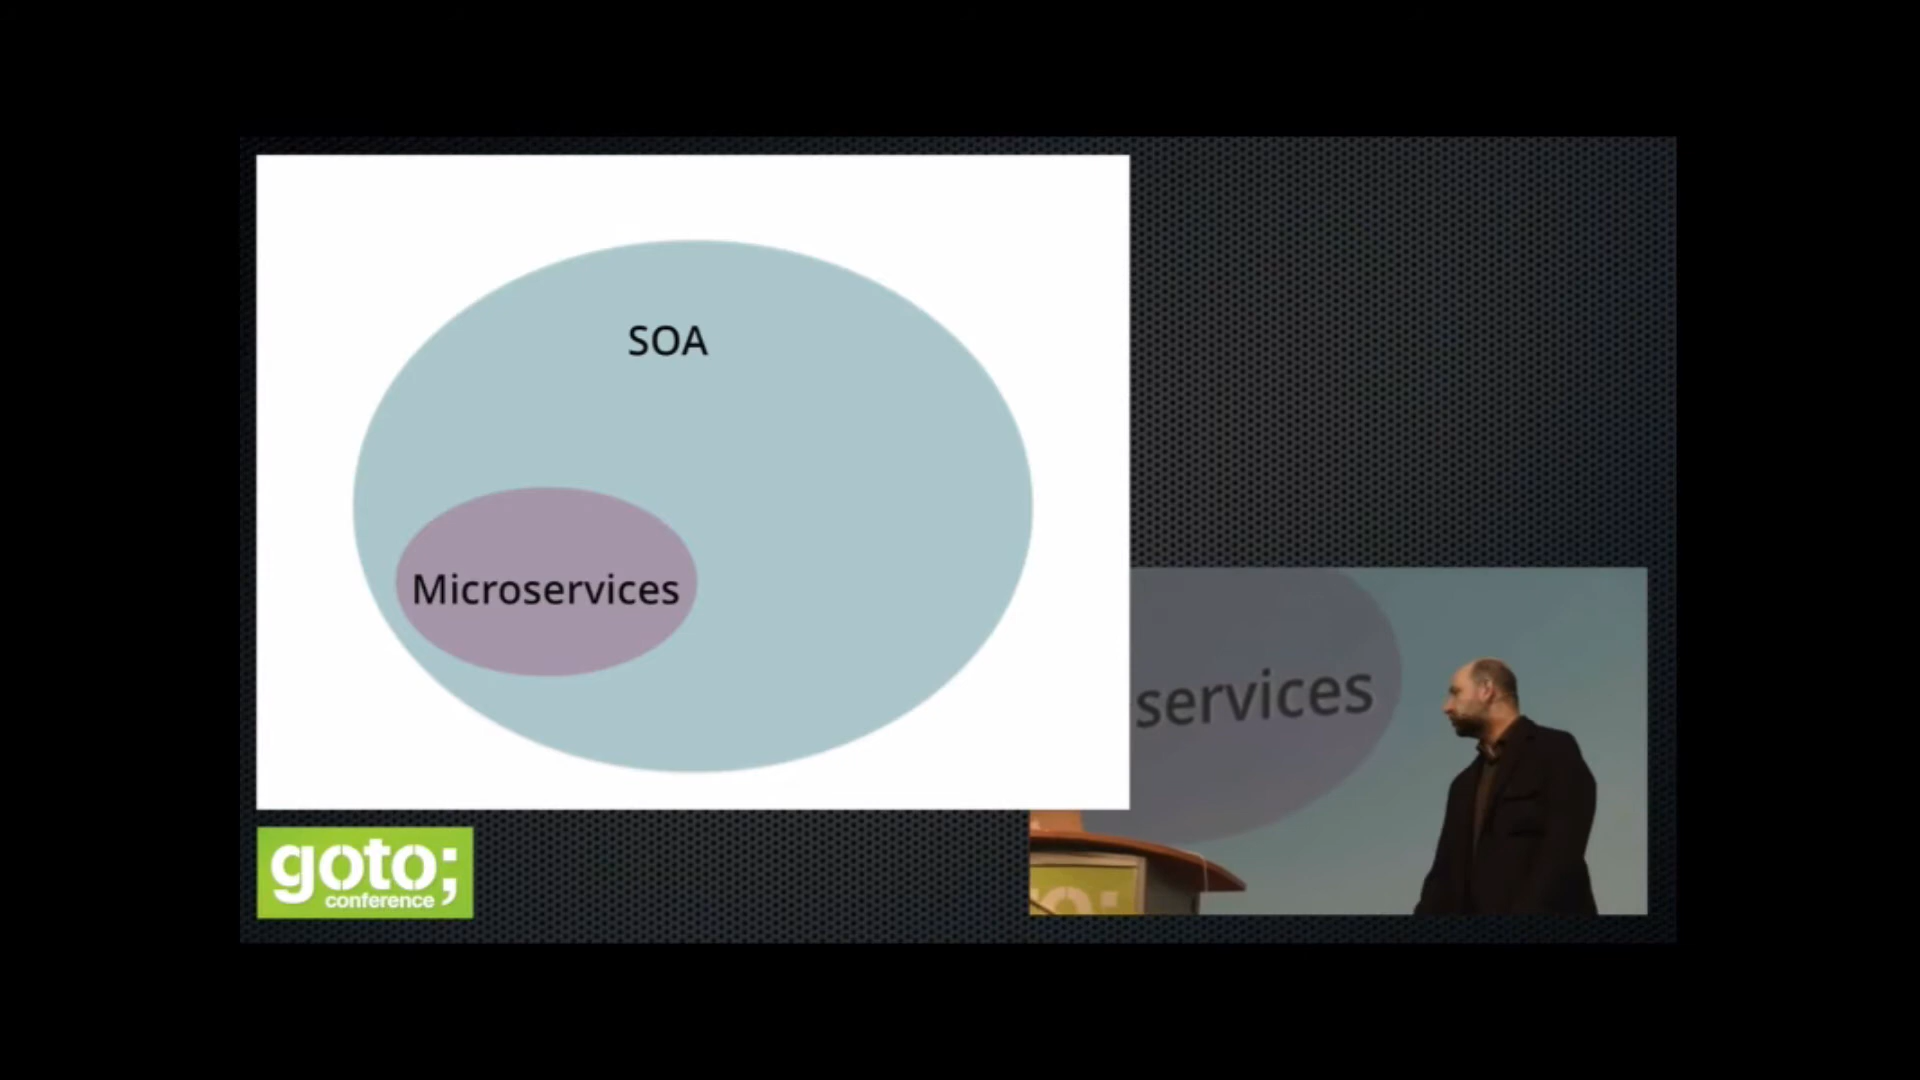 SOA
Microservices
services
goto;
conference